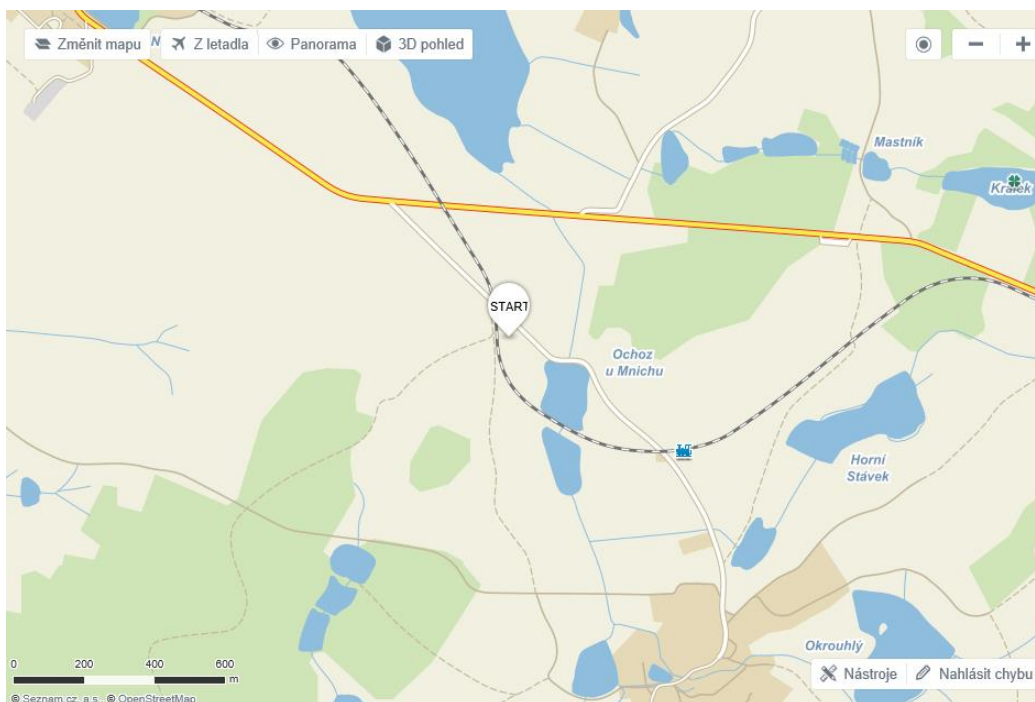 Změnit mapu
N
Z letadla
Panorama
3D pohled
Mastník
Králek
START
Ochoz
u Mnichu
Horní
Stávek
Okrouhlý
0 200 400 600
m
Nástroje
Nahlásit chybu
© Seznam.cz, a.s., © OpenStreetMap